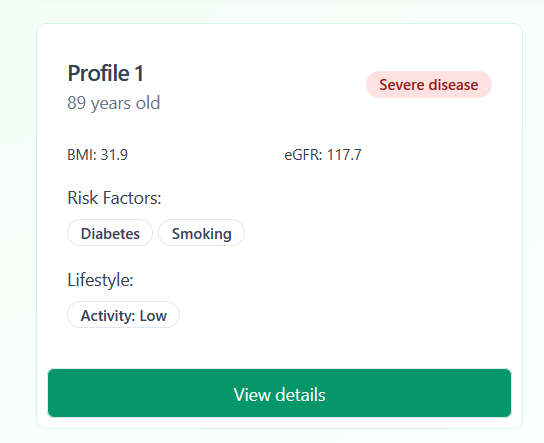 Profile 1
89 years old
Severe disease
BMI: 31.9 eGFR: 117.7
Risk Factors:
Diabetes Smoking
Lifestyle:
Activity: Low
View details